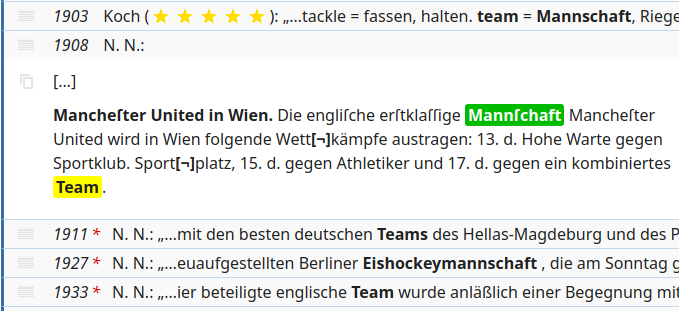 1903 Koch (★ ★ ★ ★ ★): „…tackle = fassen, halten. team = Mannschaft, Riege
1908 N. N.:
[...]
Mancheſter United in Wien. Die engliſche erſtklaſſige Mannſchaft Mancheſter
United wird in Wien folgende Wett[¬]kämpfe austragen: 13. d. Hohe Warte gegen
Sportklub. Sport[¬]platz, 15. d. gegen Athletiker und 17. d. gegen ein kombiniertes
Team.
1911 * N. N.: „…mit den besten deutschen Teams des Hellas-Magdeburg und des P
1927 * N. N.: „…euaufgestellten Berliner Eishockeymannschaft , die am Sonntag g
1933 * N. N.: „…ier beteiligte englische Team wurde anläßlich einer Begegnung mit